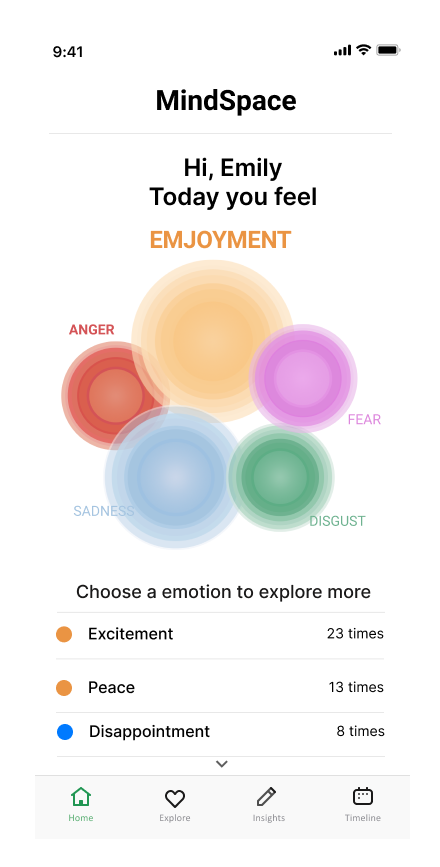 9:41
MindSpace
Hi, Emily
Today you feel
EMJOYMENT
ANGER
FEAR
SADNESS
DISGUST
Choose a emotion to explore more
Excitement 23 times
Peace 13 times
Disappointment 8 times
Home Explore Insights Timeline